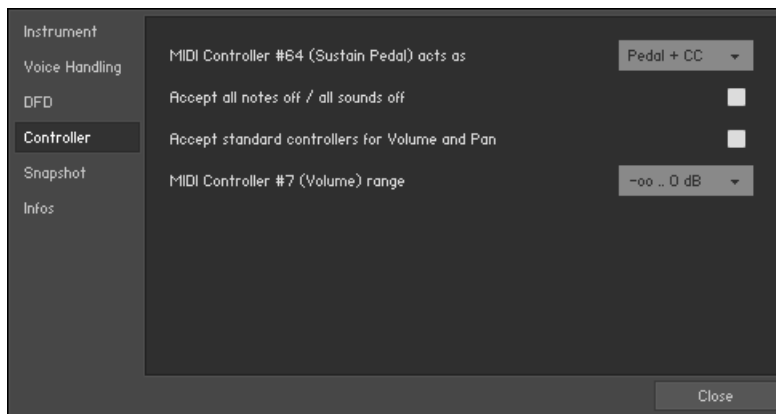 Instrument
Voice Handling
DFD
Controller
Snapshot
Infos
MIDI Controller #64 (Sustain Pedal) acts as
Pedal + CC
Accept all notes off / all sounds off
Accept standard controllers for Volume and Pan
MIDI Controller #7 (Volume) range
-oo .. 0 dB
Close